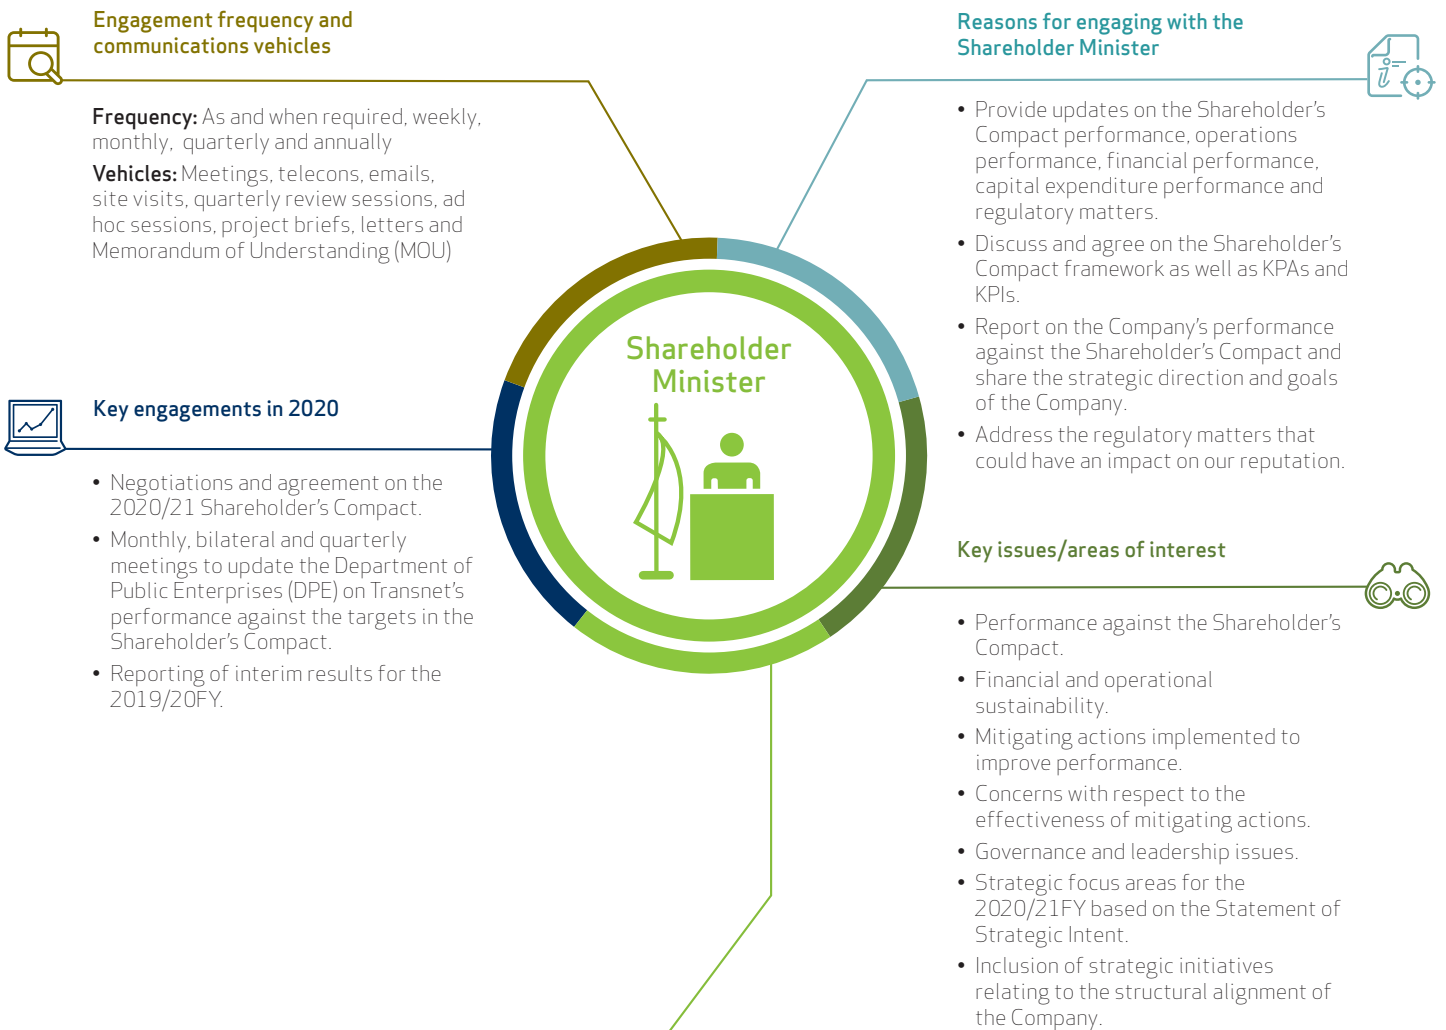 Engagement frequency and
communications vehicles
Frequency: As and when required, weekly,
monthly, quarterly and annually
Vehicles: Meetings, telecons, emails,
site visits, quarterly review sessions, ad
hoc sessions, project briefs, letters and
Memorandum of Understanding (MOU)
Key engagements in 2020
• Negotiations and agreement on the
2020/21 Shareholder's Compact.
• Monthly, bilateral and quarterly
meetings to update the Department of
Public Enterprises (DPE) on Transnet's
performance against the targets in the
Shareholder's Compact.
• Reporting of interim results for the
2019/20FY.
Shareholder
Minister
Reasons for engaging with the
Shareholder Minister
• Provide updates on the Shareholder's
Compact performance, operations
performance, financial performance,
capital expenditure performance and
regulatory matters.
• Discuss and agree on the Shareholder's
Compact framework as well as KPAs and
KPIs.
• Report on the Company's performance
against the Shareholder's Compact and
share the strategic direction and goals
of the Company.
• Address the regulatory matters that
could have an impact on our reputation.
Key issues/areas of interest
• Performance against the Shareholder's
Compact.
• Financial and operational
sustainability.
• Mitigating actions implemented to
improve performance.
• Concerns with respect to the
effectiveness of mitigating actions.
• Governance and leadership issues.
• Strategic focus areas for the
2020/21FY based on the Statement of
Strategic Intent.
• Inclusion of strategic initiatives
relating to the structural alignment of
the Company.